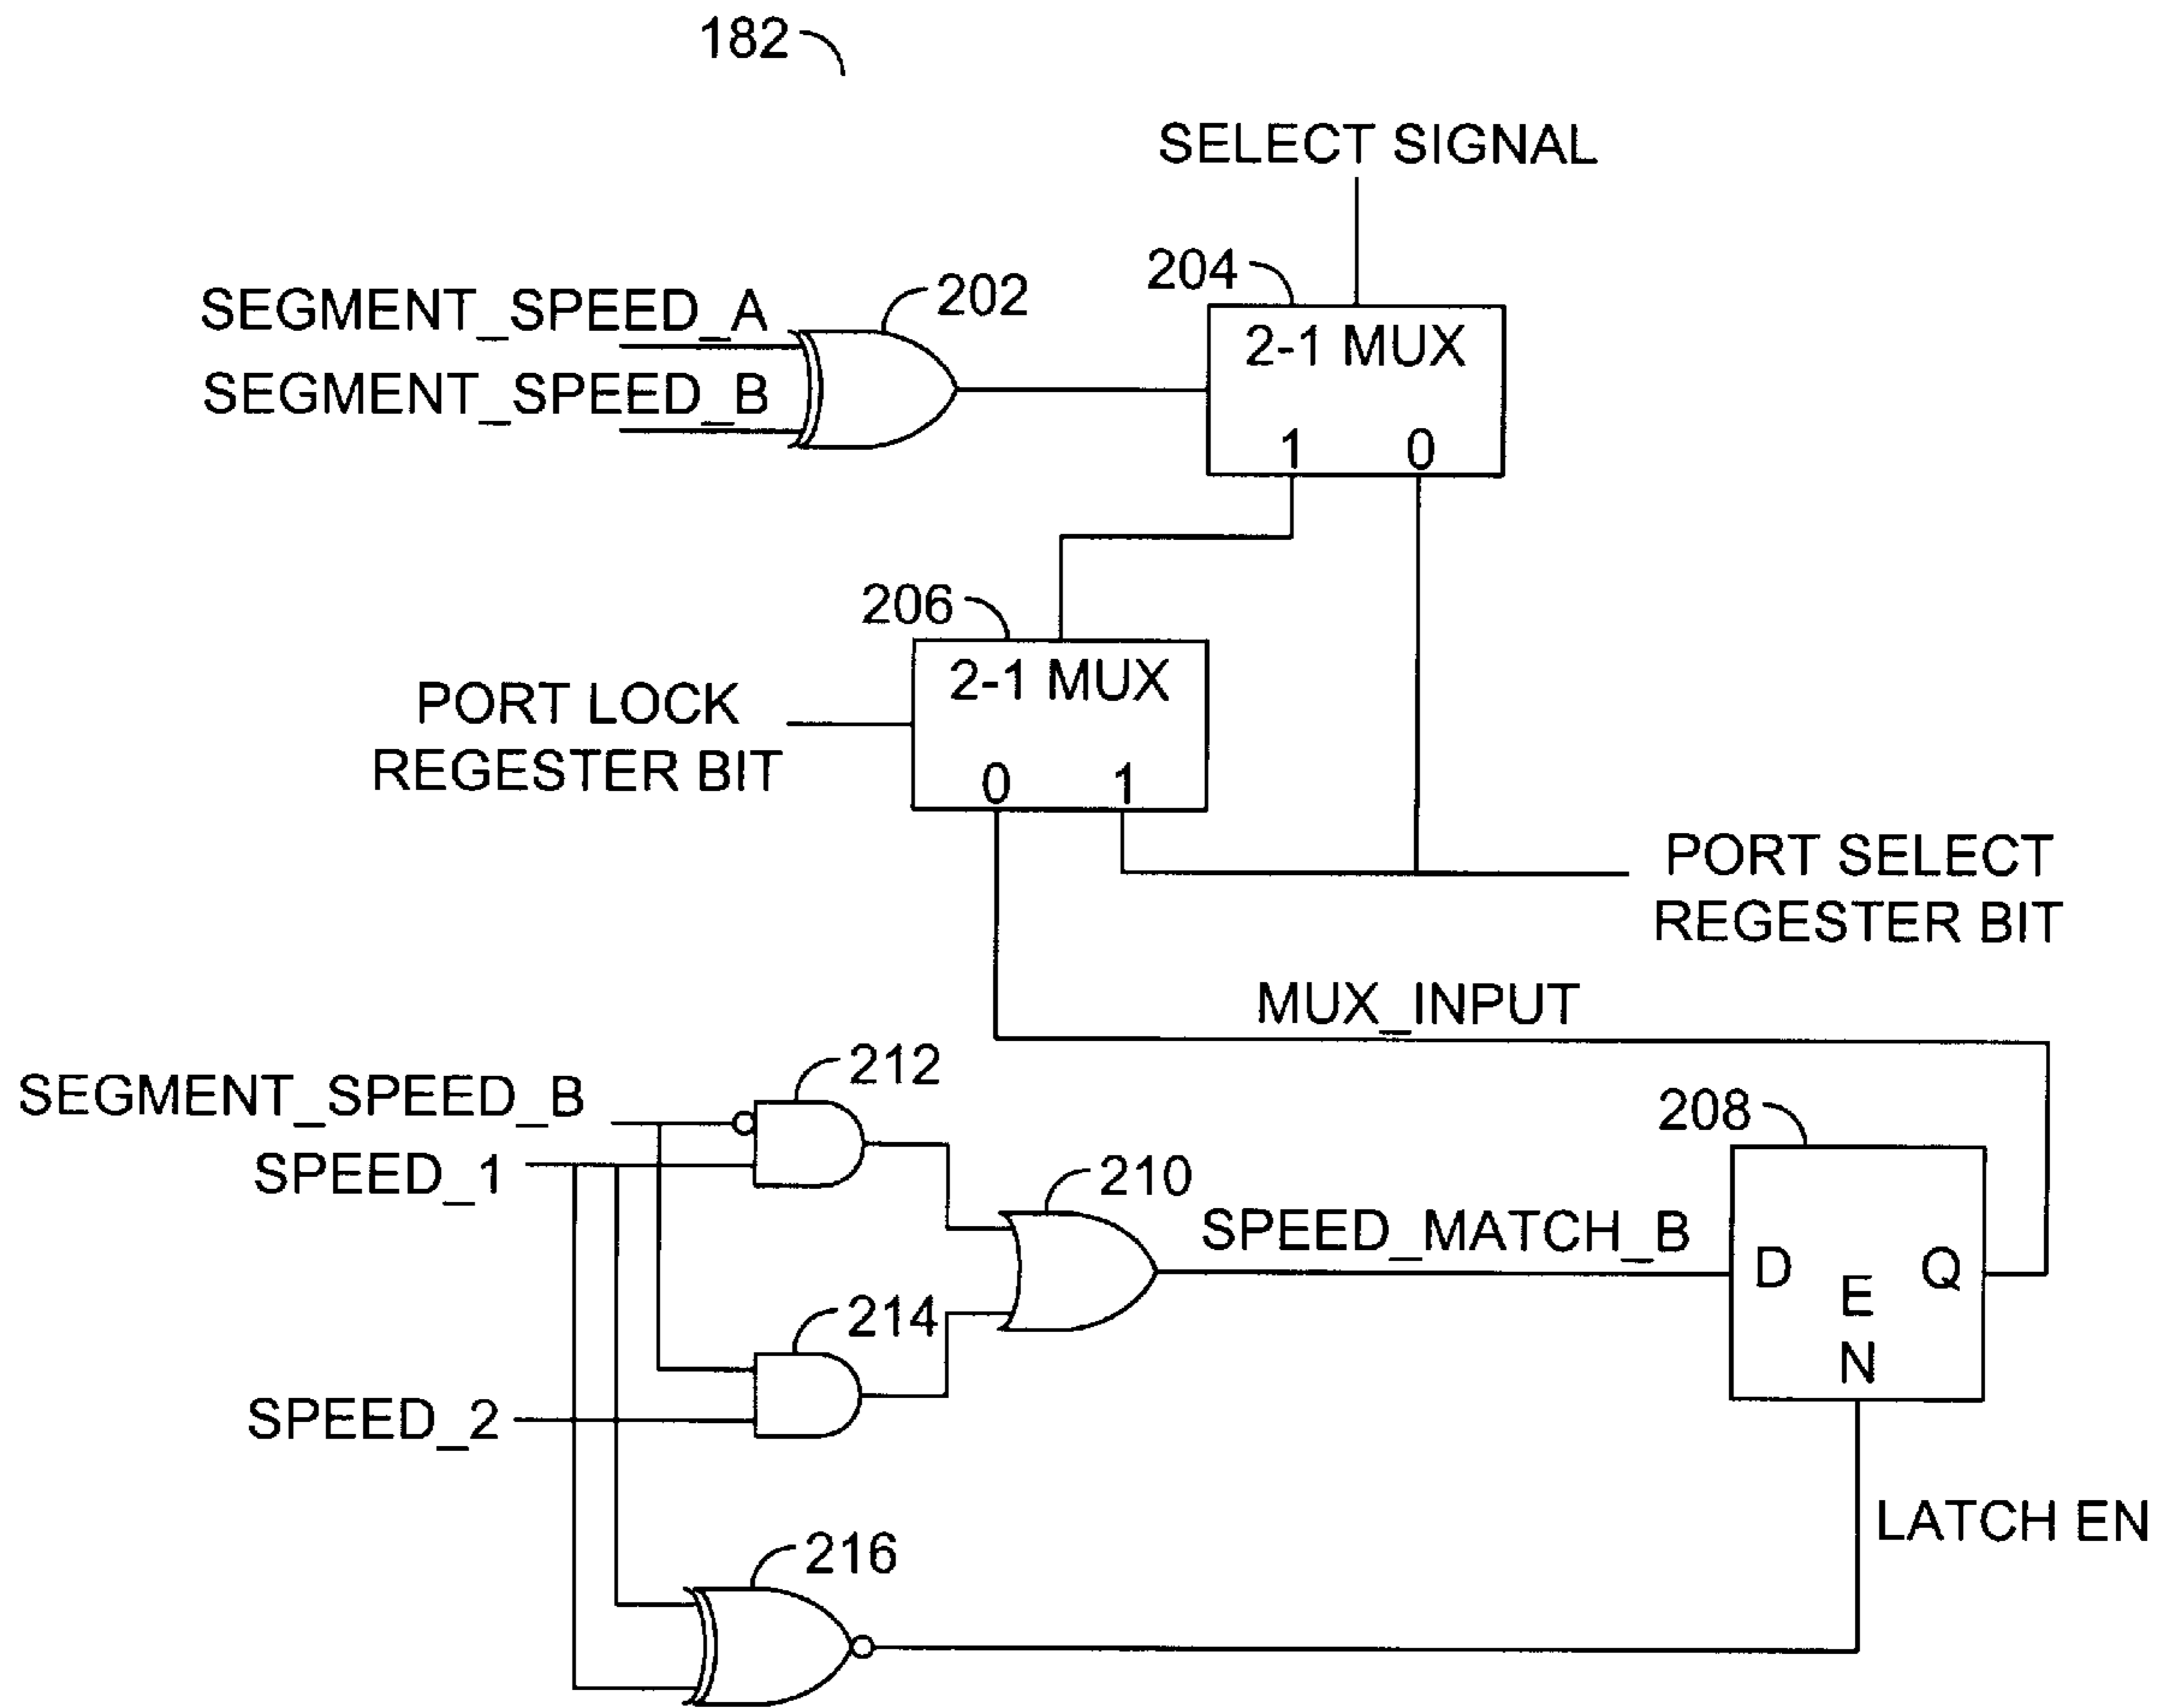 182
SELECT SIGNAL
204
202
SEGMENT_SPEED_A
2-1 MUX
SEGMENT_SPEED_B
1 0
206
2-1 MUX
PORT LOCK
REGESTER BIT
0 1
PORT SELECT
REGESTER BIT
MUX_INPUT
212
SEGMENT_SPEED_B
208
SPEED_1
210
SPEED_MATCH_B
D
Q
E
N
214
SPEED_2
LATCH EN
216